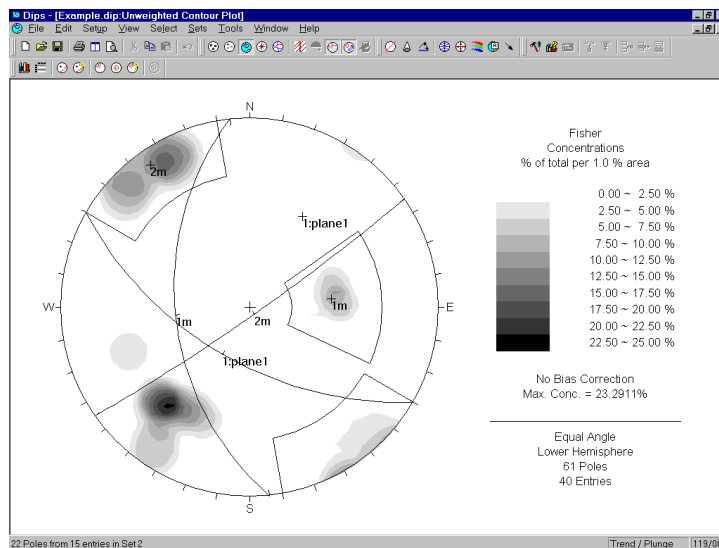 Dips - [Example.dip:Unweighted Contour Plot]
File Edit Setup View Select Sets Tools Window Help
N
2m
1:plane1
W
E
1m
1m
2m
1:plane1
S
Fisher
Concentrations
% of total per 1.0 % area
0.00 ~ 2.50 %
2.50 ~ 5.00 %
5.00 ~ 7.50 %
7.50 ~ 10.00 %
10.00 ~ 12.50 %
12.50 ~ 15.00 %
15.00 ~ 17.50 %
17.50 ~ 20.00 %
20.00 ~ 22.50 %
22.50 ~ 25.00 %
No Bias Correction
Max. Conc. = 23.2911%
Equal Angle
Lower Hemisphere
61 Poles
40 Entries
22 Poles from 15 entries in Set 2
Trend / Plunge